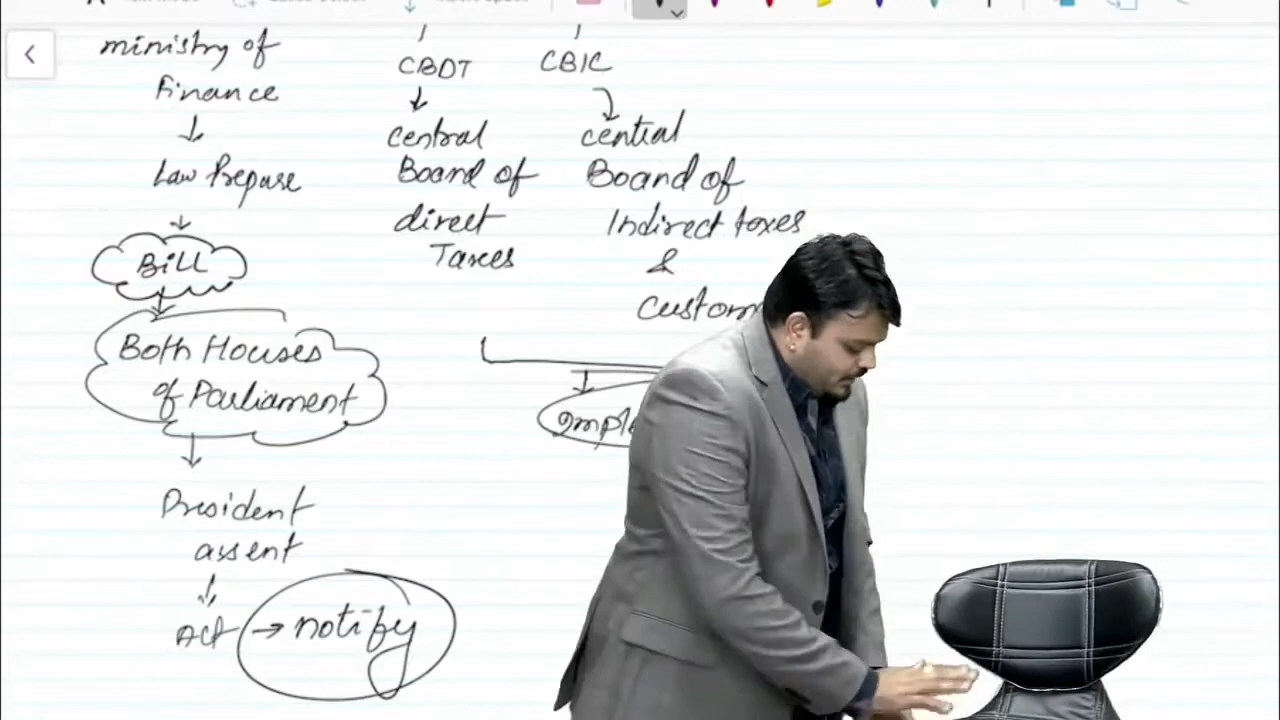 ministry of
Finance
Law Prepare
Bill
Both Houses
of Parliament
President
assent
Act → notify
CBDT
Central
Board of
direct
Taxes
CBIC
Central
Board of
Indirect taxes
&